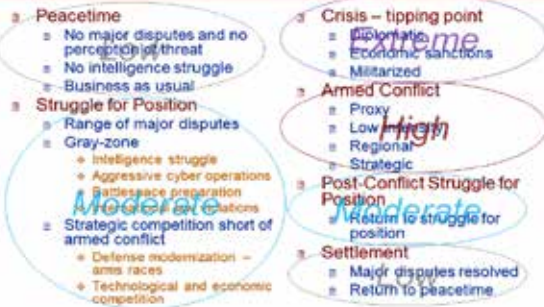 Peacetime
No major disputes and no
perception of threat
Low
No intelligence struggle
Business as usual
Struggle for Position
Range of major disputes
Gray-zone
Intelligence struggle
Aggressive cyber operations
Battlespace preparation
Moderate
Strategic competition short of
armed conflict
Defense modernization –
arms races
Technological and economic
competition
Crisis – tipping point
Diplomatic
Extreme
Economic sanctions
Militarized
Armed Conflict
Proxy
Low Intensity
High
Regional
Strategic
Post-Conflict Struggle for
Position
Moderate
Return to struggle for
position
Settlement
Major disputes resolved
Low
Return to peacetime